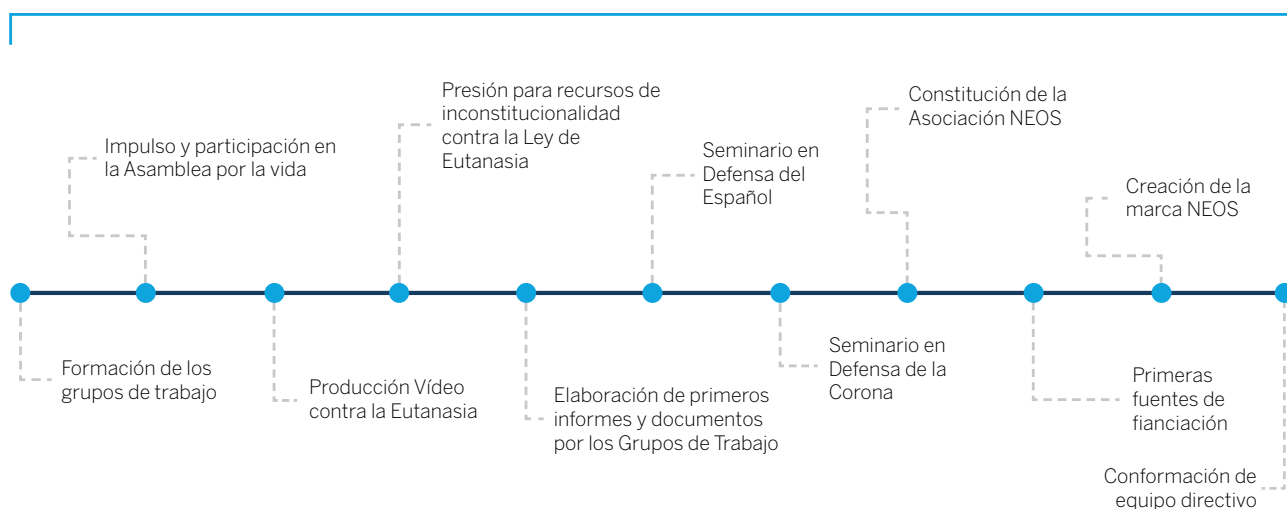 Formación de los
grupos de trabajo
Impulso y participación en
la Asamblea por la vida
Producción Vídeo
contra la Eutanasia
Presión para recursos de
inconstitucionalidad
contra la Ley de
Eutanasia
Elaboración de primeros
informes y documentos
por los Grupos de Trabajo
Seminario en
Defensa del
Español
Seminario en
Defensa de la
Corona
Constitución de la
Asociación NEOS
Primeras
fuentes de
fianciación
Creación de la
marca NEOS
Conformación de
equipo directivo